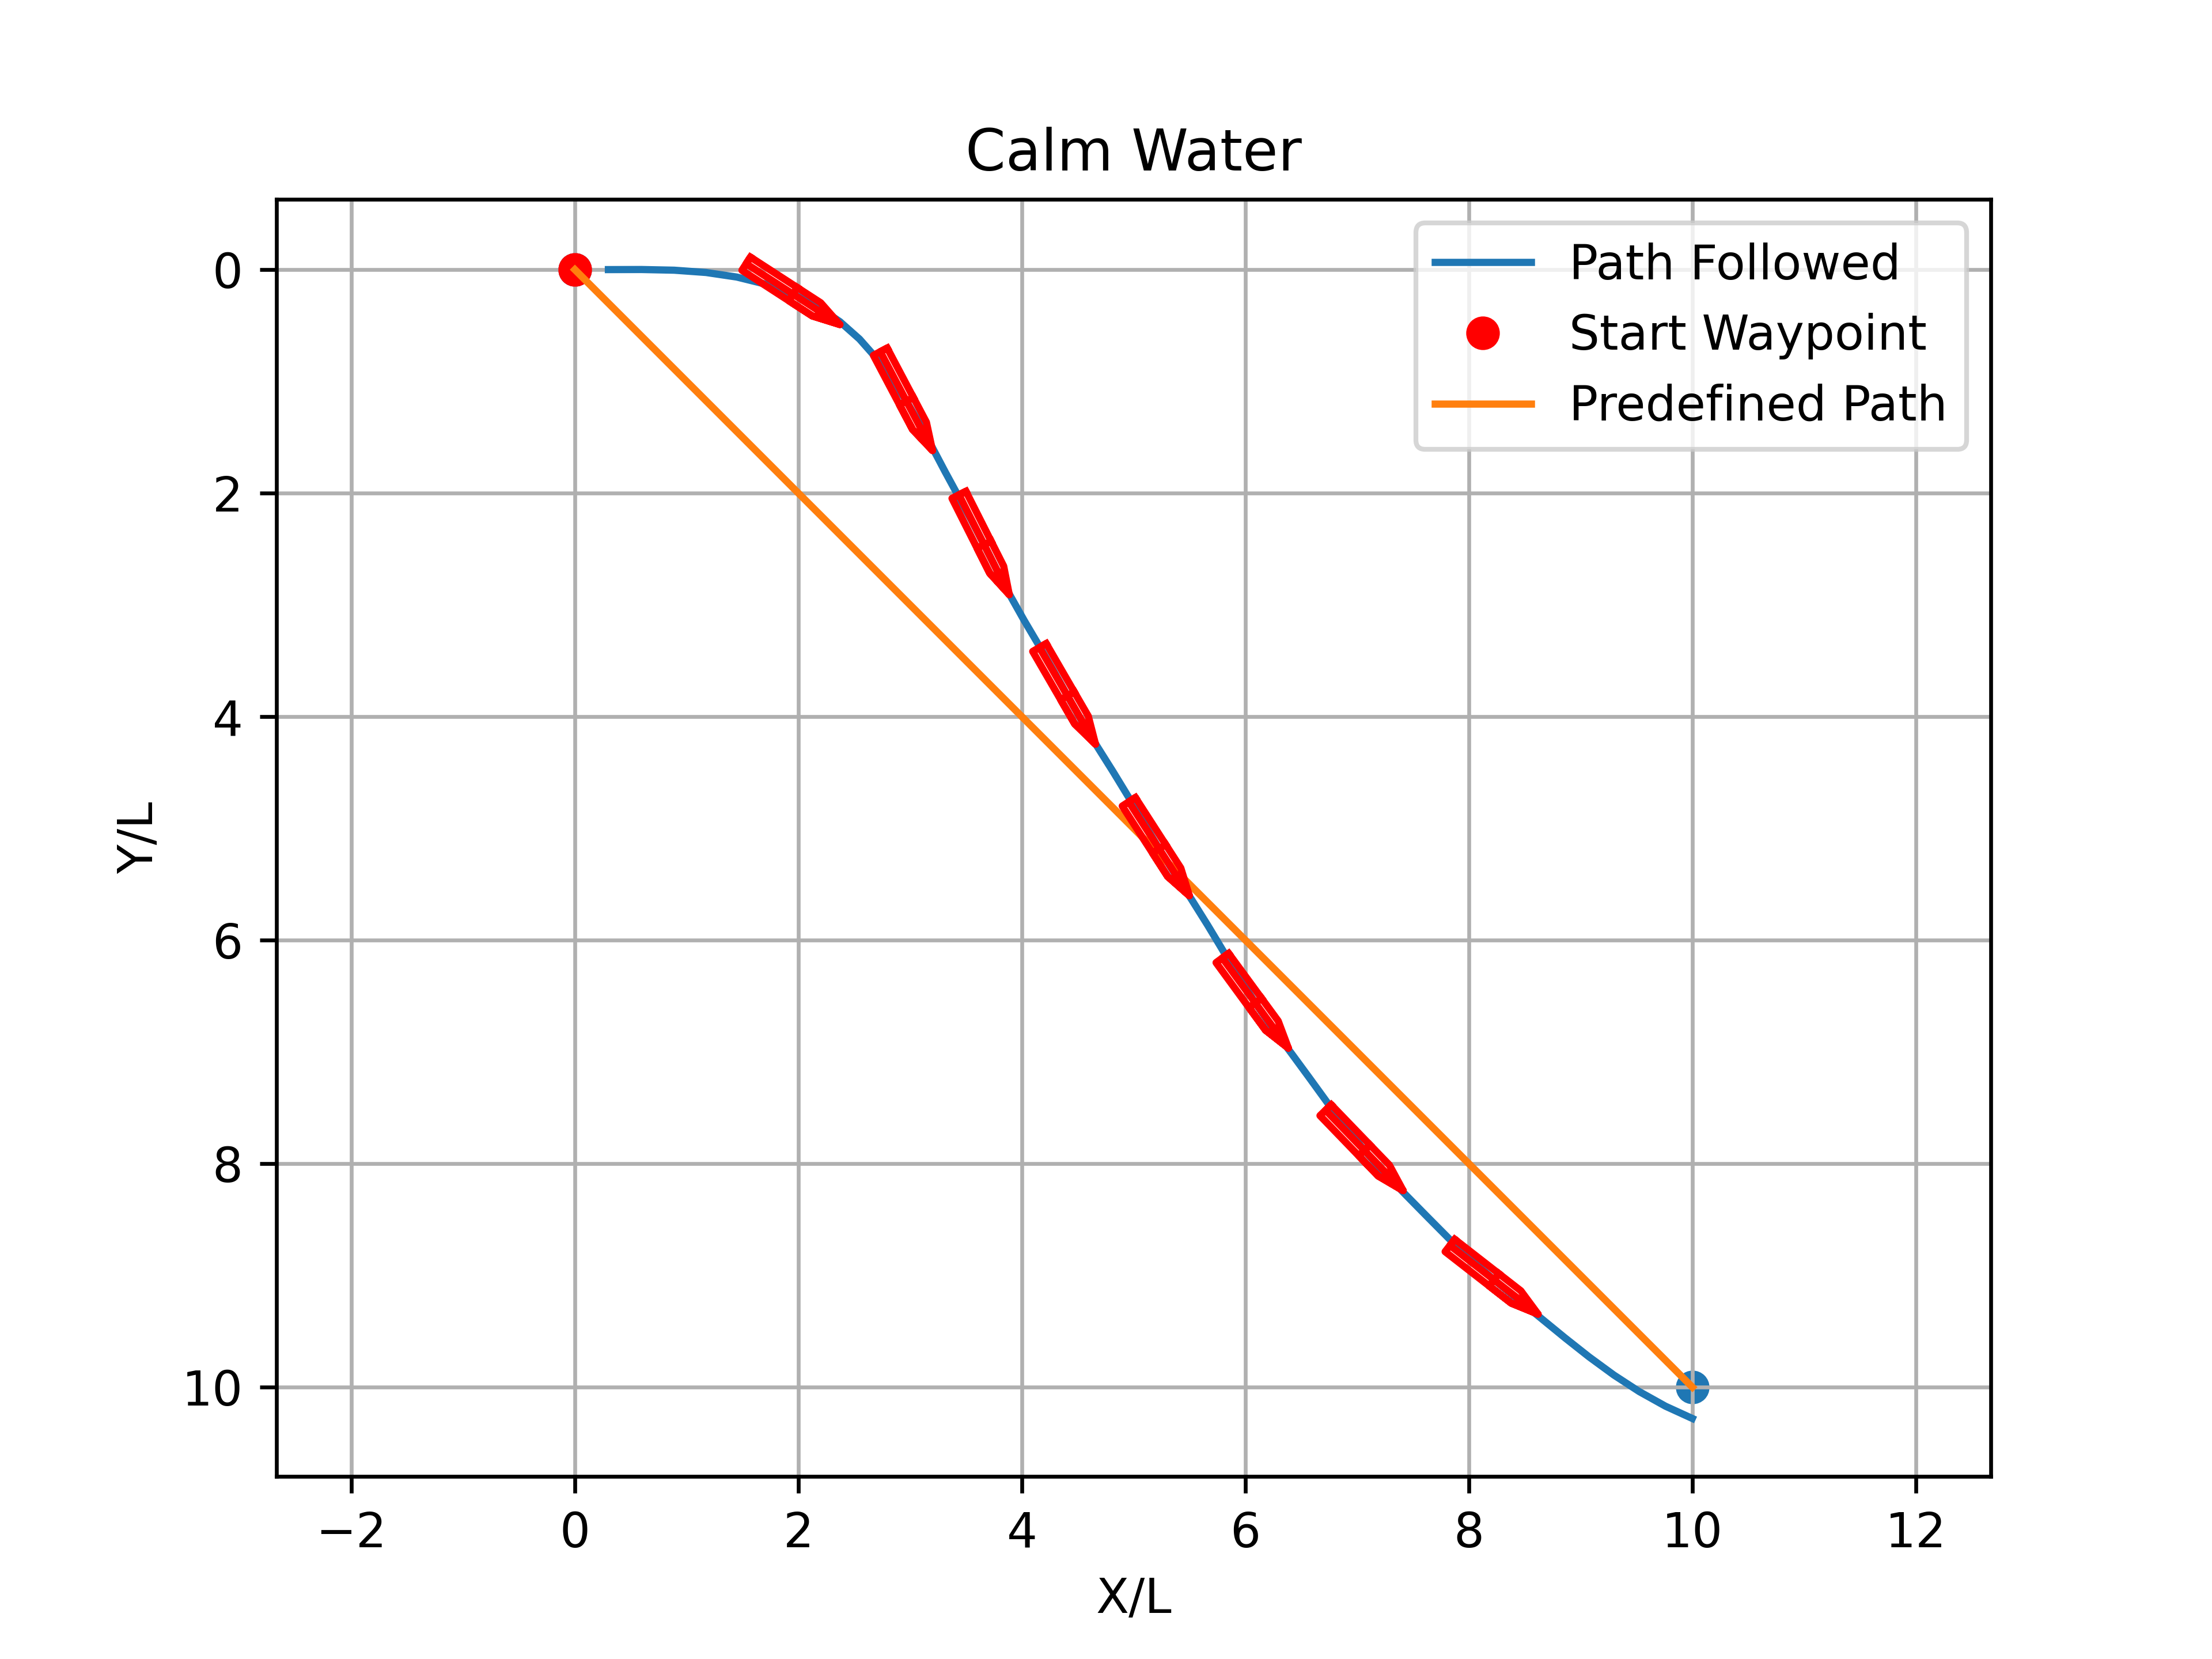 Calm Water
Path Followed
Start Waypoint
Predefined Path
0
2
4
6
8
10
Y/L
−2 0 2 4 6 8 10 12
X/L